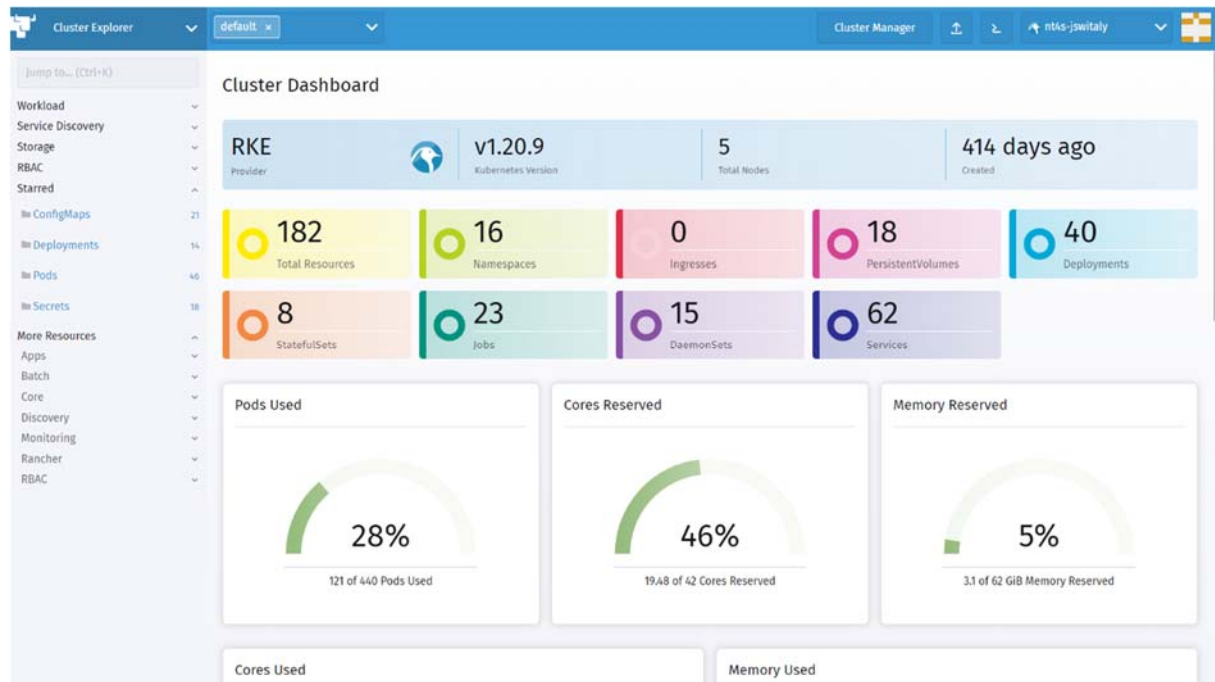 Cluster Explorer
default ×
Cluster Manager
nt4s-jswitaly
Jump to... (Ctrl+K)
Workload
Service Discovery
Storage
RBAC
Starred
ConfigMaps 21
Deployments 14
Pods 46
Secrets 18
More Resources
Apps
Batch
Core
Discovery
Monitoring
Rancher
RBAC
Cluster Dashboard
RKE
Provider
v1.20.9
Kubernetes Version
5
Total Nodes
414 days ago
Created
182
Total Resources
16
Namespaces
0
Ingresses
18
PersistentVolumes
40
Deployments
8
StatefulSets
23
Jobs
15
DaemonSets
62
Services
Pods Used
28%
121 of 440 Pods Used
Cores Reserved
46%
19.48 of 42 Cores Reserved
Memory Reserved
5%
3.1 of 62 GiB Memory Reserved
Cores Used
Memory Used